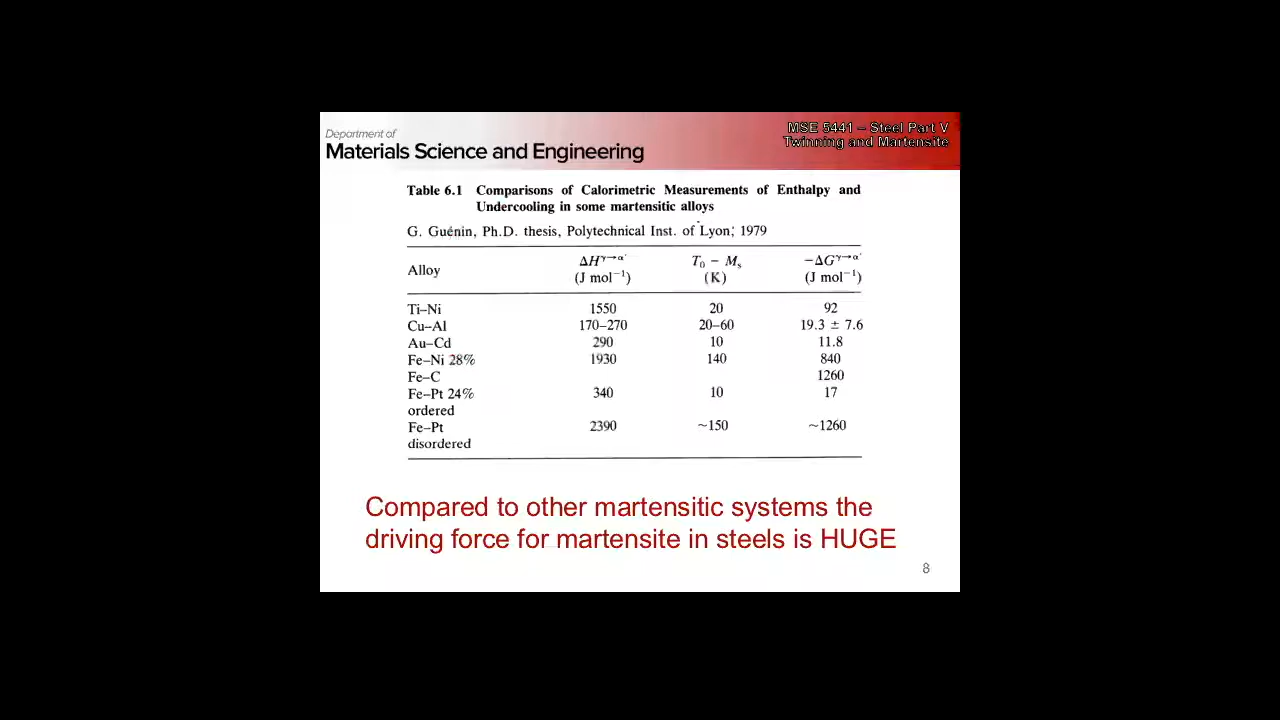 Department of
Materials Science and Engineering
MSE 5441 – Steel Part V
Twinning and Martensite
Table 6.1 Comparisons of Calorimetric Measurements of Enthalpy and
Undercooling in some martensitic alloys
G. Guénin, Ph.D. thesis, Polytechnical Inst. of Lyon, 1979
Alloy ΔH^γ→α′ (J mol⁻¹) T₀ − Mₛ (K) −ΔG^γ→α′ (J mol⁻¹)
Ti–Ni 1550 20 92
Cu–Al 170–270 20–60 19.3 ± 7.6
Au–Cd 290 10 11.8
Fe–Ni 28% 1930 140 840
Fe–C 1260
Fe–Pt 24% 340 10 17
ordered
Fe–Pt 2390 ~150 ~1260
disordered
Compared to other martensitic systems the
driving force for martensite in steels is HUGE
8